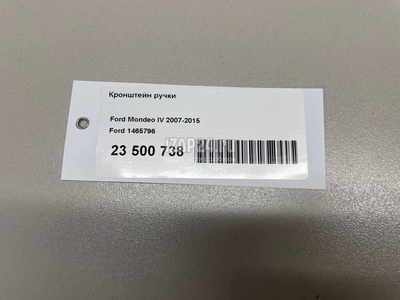 Кронштейн ручки
Ford Mondeo IV 2007-2015
Ford 1465796
23 500 738